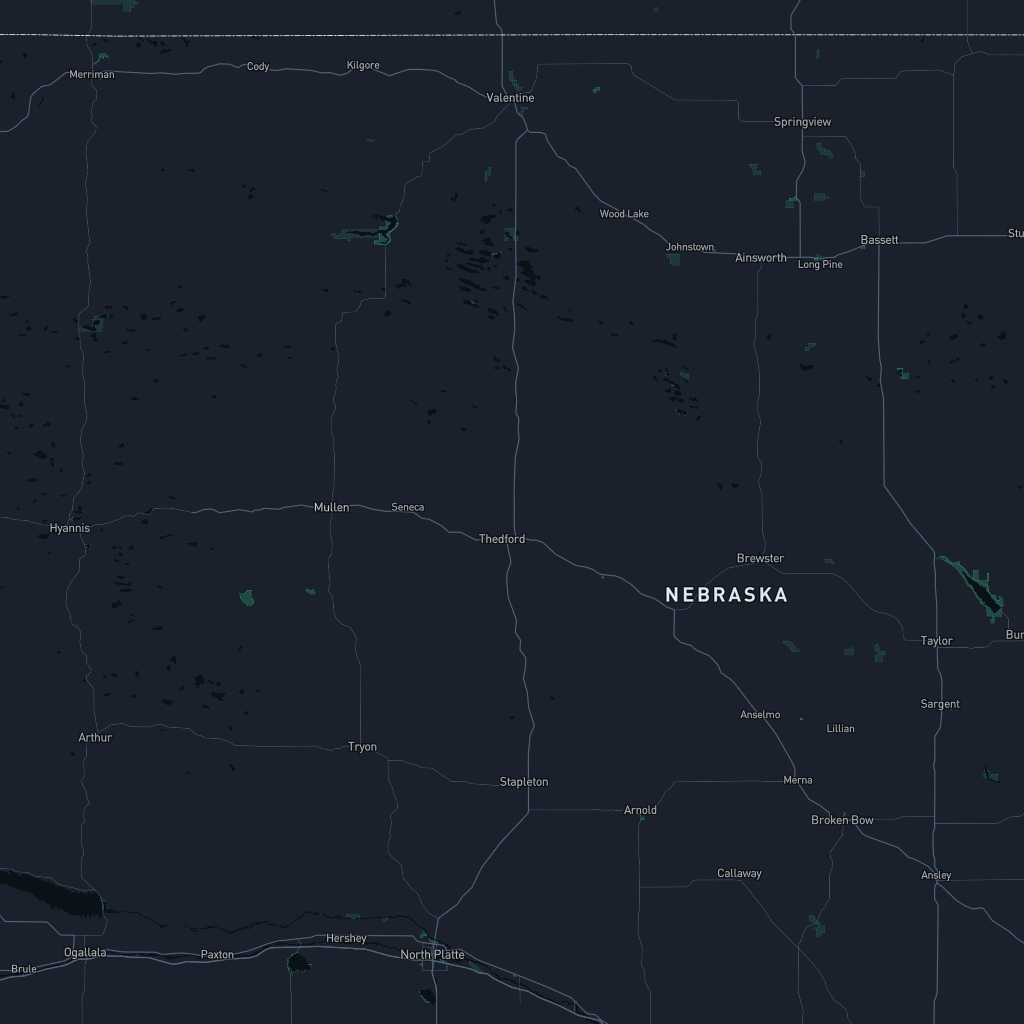 Kilgore
Cody
Merriman
Valentine
Springview
Wood Lake
Stu
Bassett
Johnstown
Ainsworth
Long Pine
Mullen
Seneca
Hyannis
Thedford
Brewster
NEBRASKA
Bur
Taylor
Sargent
Anselmo
Lillian
Arthur
Tryon
Merna
Stapleton
Arnold
Broken Bow
Callaway
Ansley
Hershey
Ogallala
Paxton
North Platte
Brule